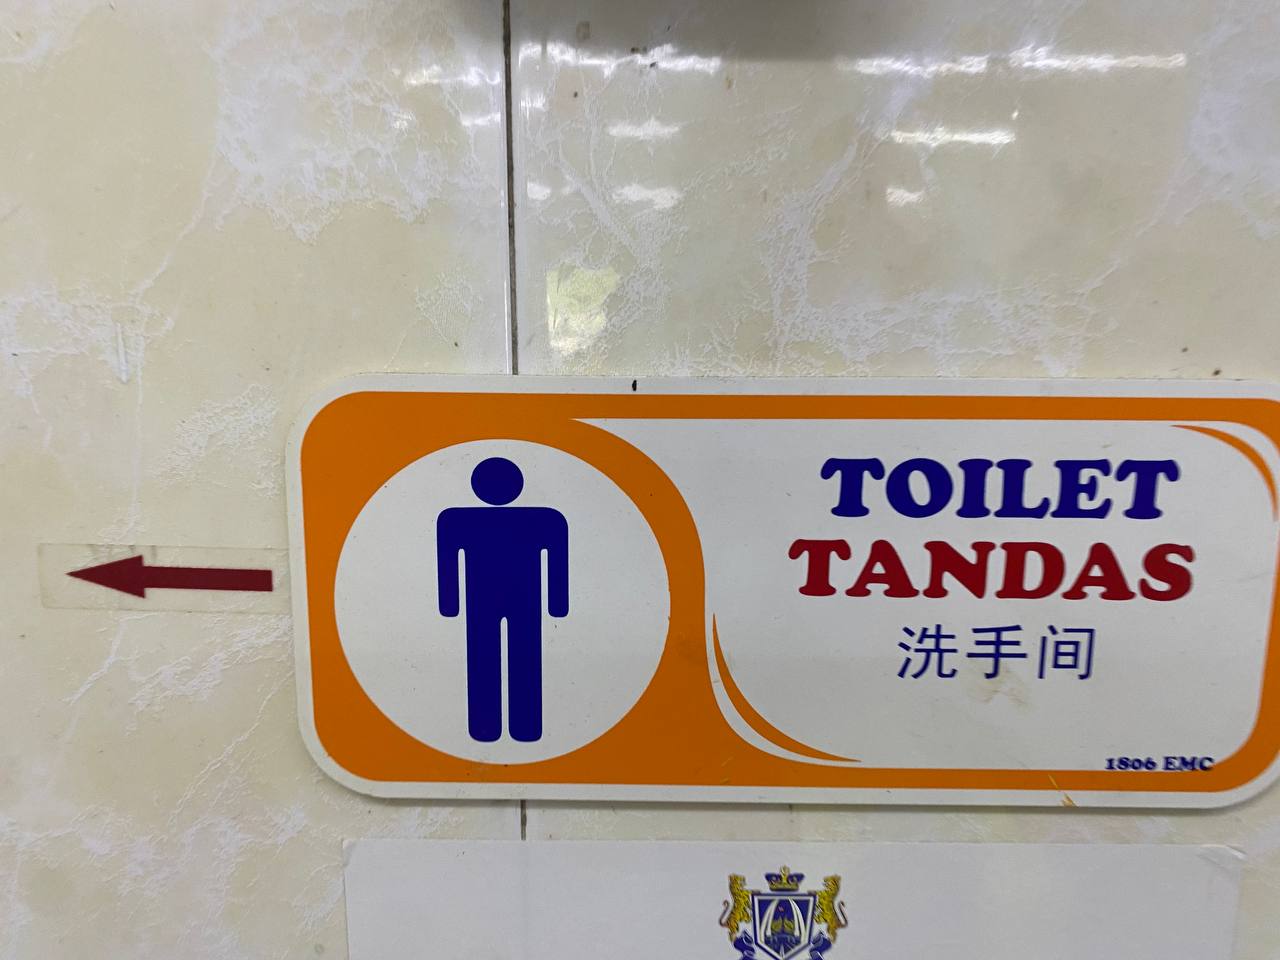 TOILET
TANDAS
洗手间
1806 EMC